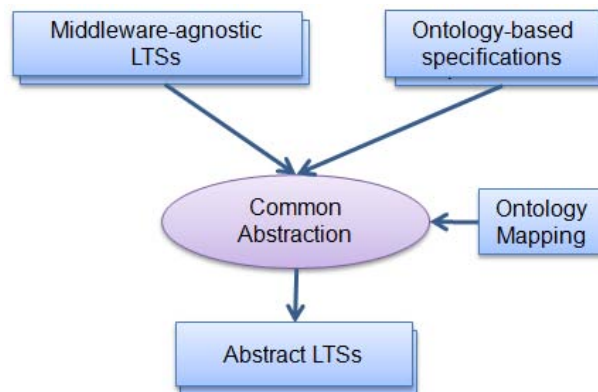 Middleware-agnostic
LTSs
Ontology-based
specifications
Common
Abstraction
Ontology
Mapping
Abstract LTSs